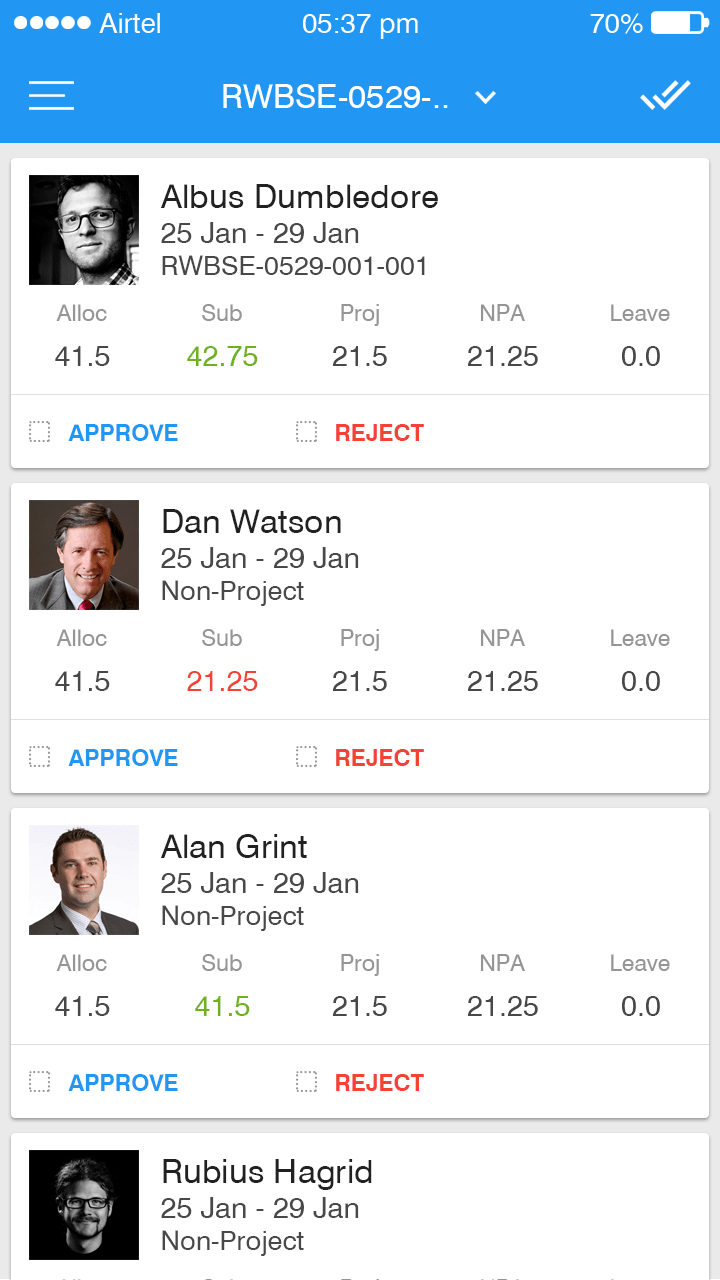 Airtel 05:37 pm 70%
RWBSE-0529-..
Albus Dumbledore
25 Jan - 29 Jan
RWBSE-0529-001-001
Alloc Sub Proj NPA Leave
41.5 42.75 21.5 21.25 0.0
APPROVE REJECT
Dan Watson
25 Jan - 29 Jan
Non-Project
Alloc Sub Proj NPA Leave
41.5 21.25 21.5 21.25 0.0
APPROVE REJECT
Alan Grint
25 Jan - 29 Jan
Non-Project
Alloc Sub Proj NPA Leave
41.5 41.5 21.5 21.25 0.0
APPROVE REJECT
Rubius Hagrid
25 Jan - 29 Jan
Non-Project